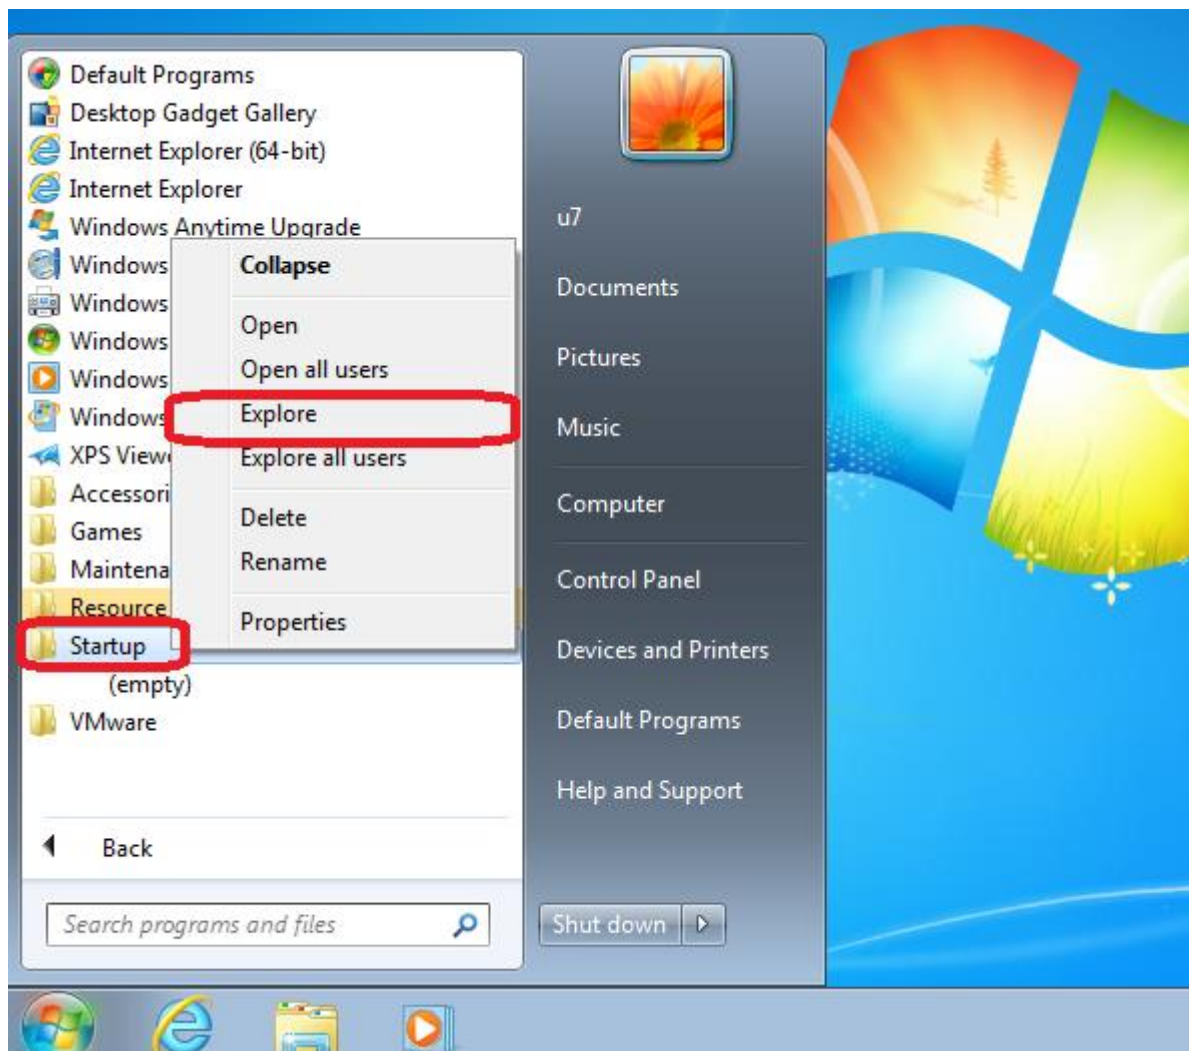 Default Programs
Desktop Gadget Gallery
Internet Explorer (64-bit)
Internet Explorer
Windows Anytime Upgrade
Windows
Windows
Windows
Windows
Windows
XPS View
Accessori
Games
Maintena
Resource
Startup
(empty)
VMware
Back
Search programs and files
Collapse
Open
Open all users
Explore
Explore all users
Delete
Rename
Properties
u7
Documents
Pictures
Music
Computer
Control Panel
Devices and Printers
Default Programs
Help and Support
Shut down